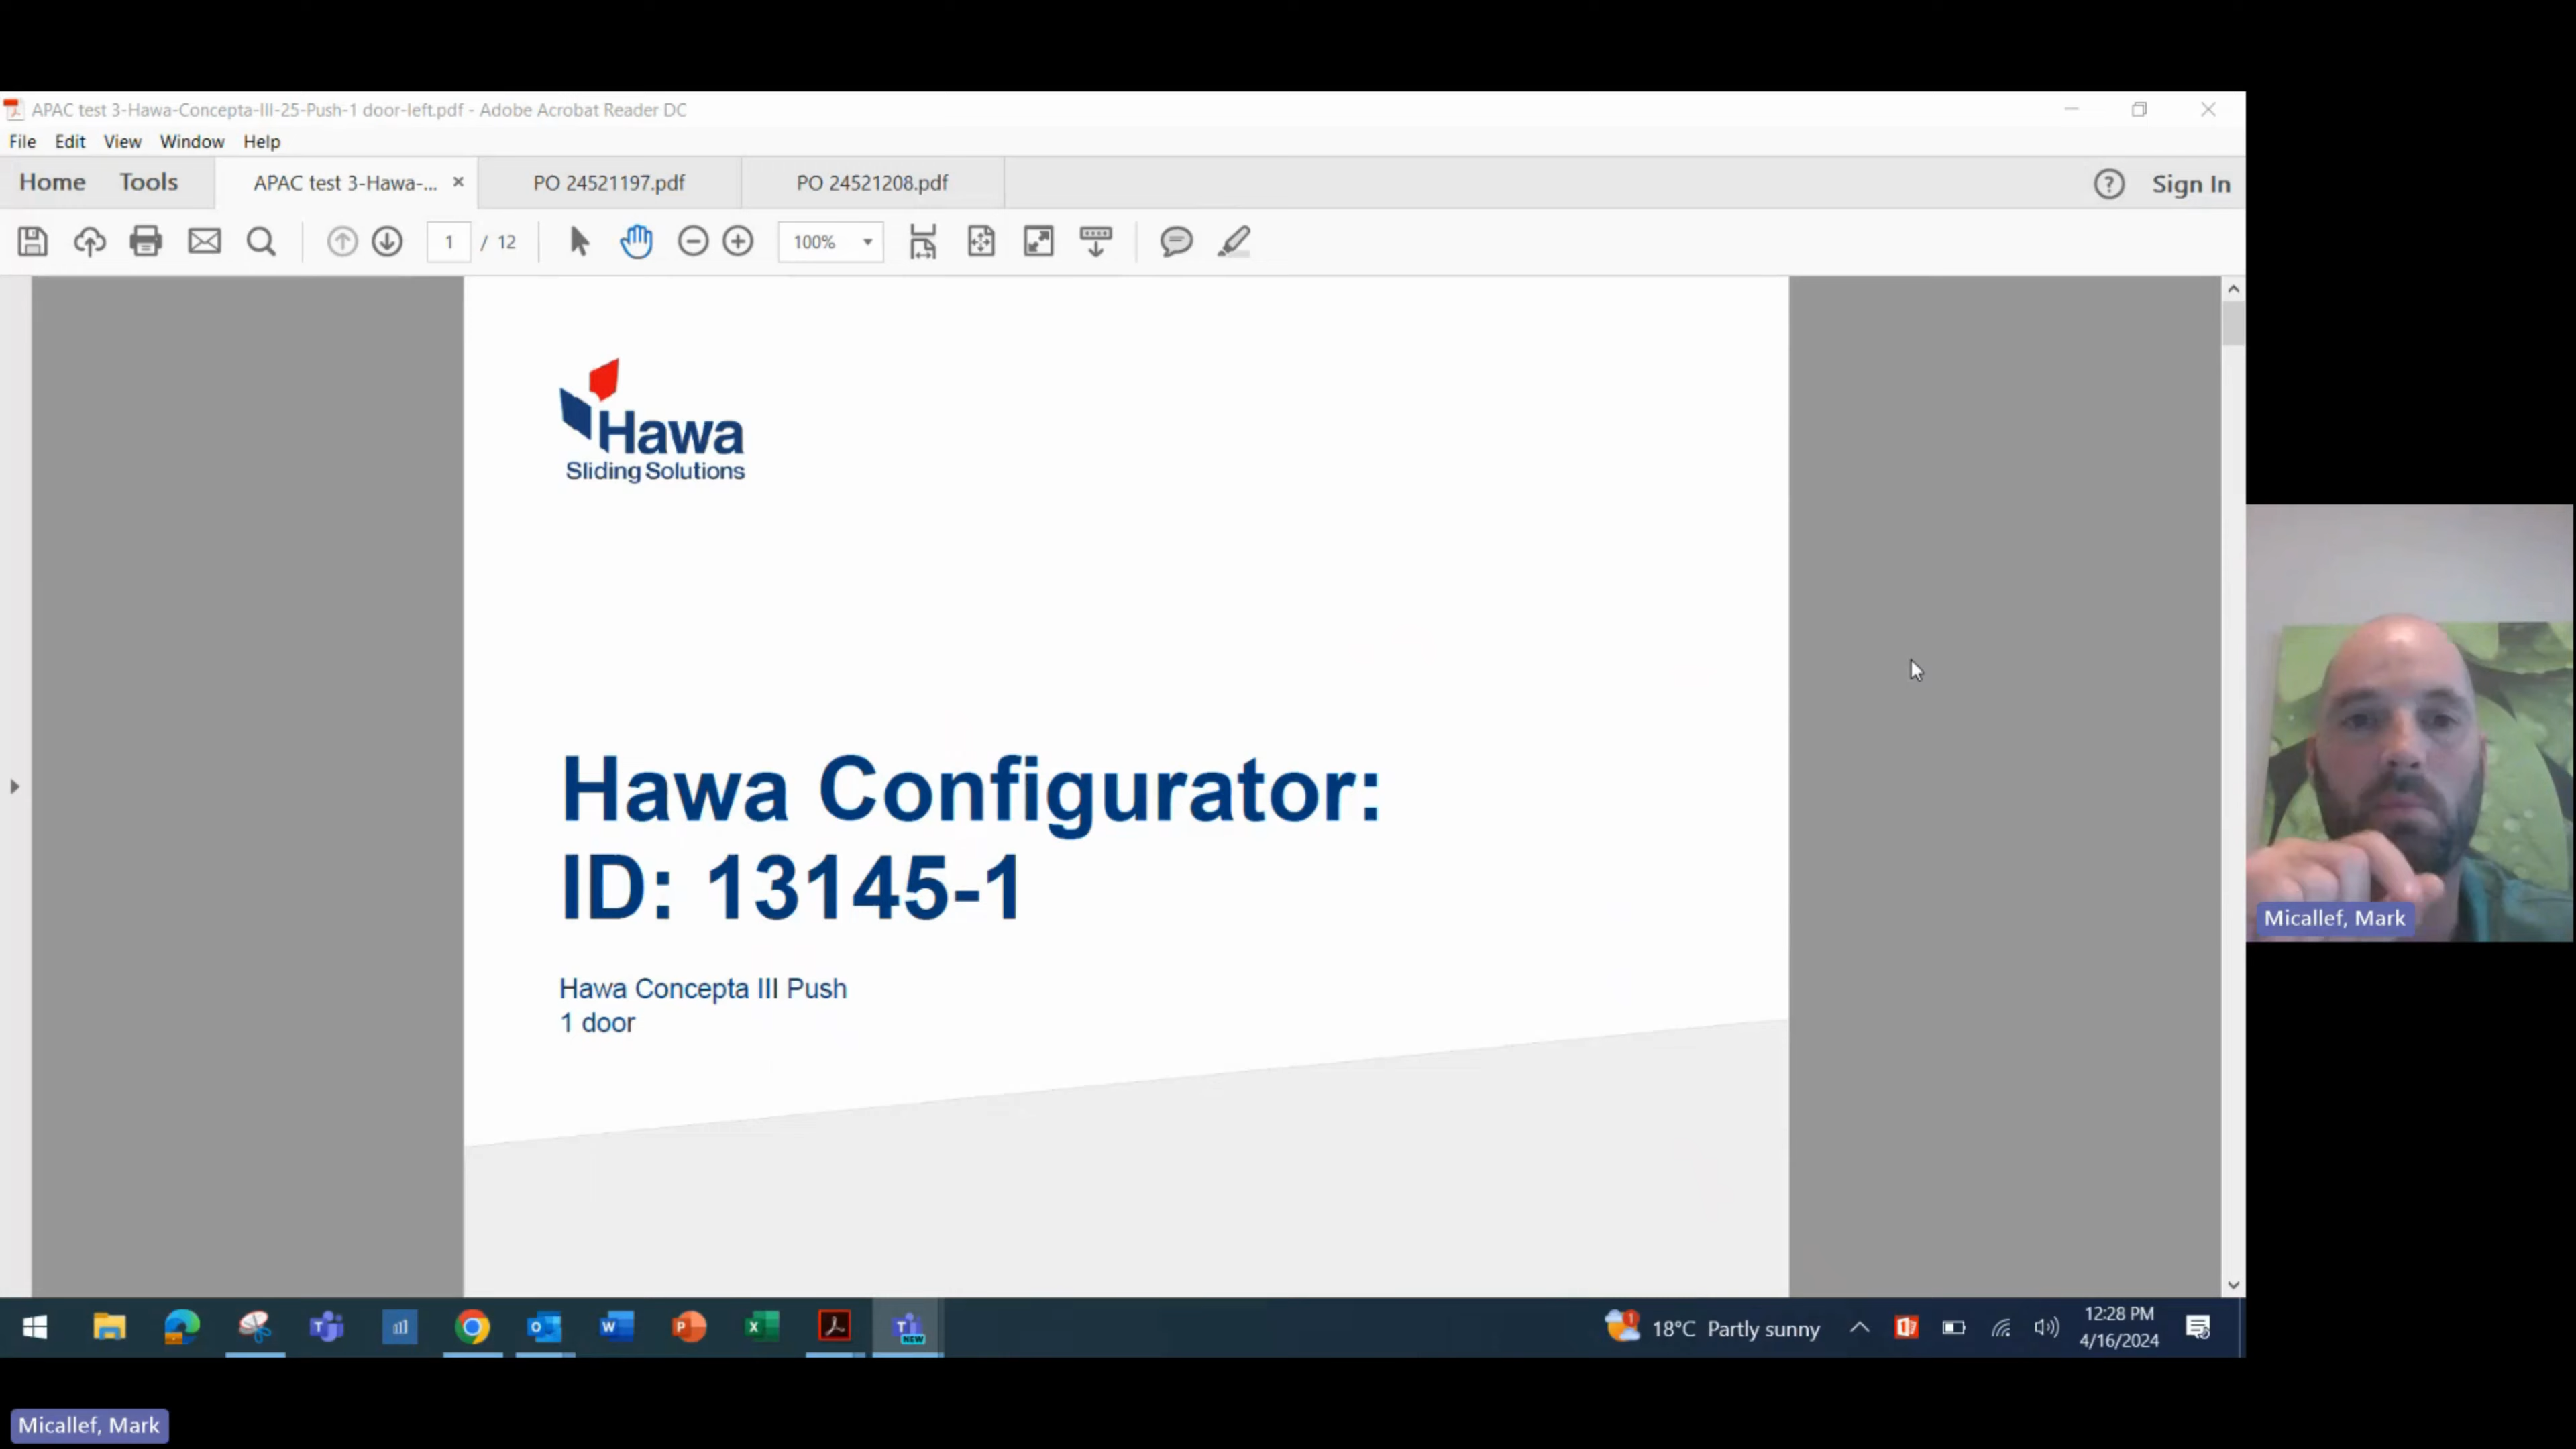 APAC test 3-Hawa-Concepta-III-25-Push-1 door-left.pdf - Adobe Acrobat Reader DC
File Edit View Window Help
Home Tools APAC test 3-Hawa-... PO 24521197.pdf PO 24521208.pdf Sign In
1 / 12 100%
Hawa
Sliding Solutions
Hawa Configurator:
ID: 13145-1
Hawa Concepta III Push
1 door
Micallef, Mark
18°C Partly sunny
12:28 PM
4/16/2024
NEW
Micallef, Mark